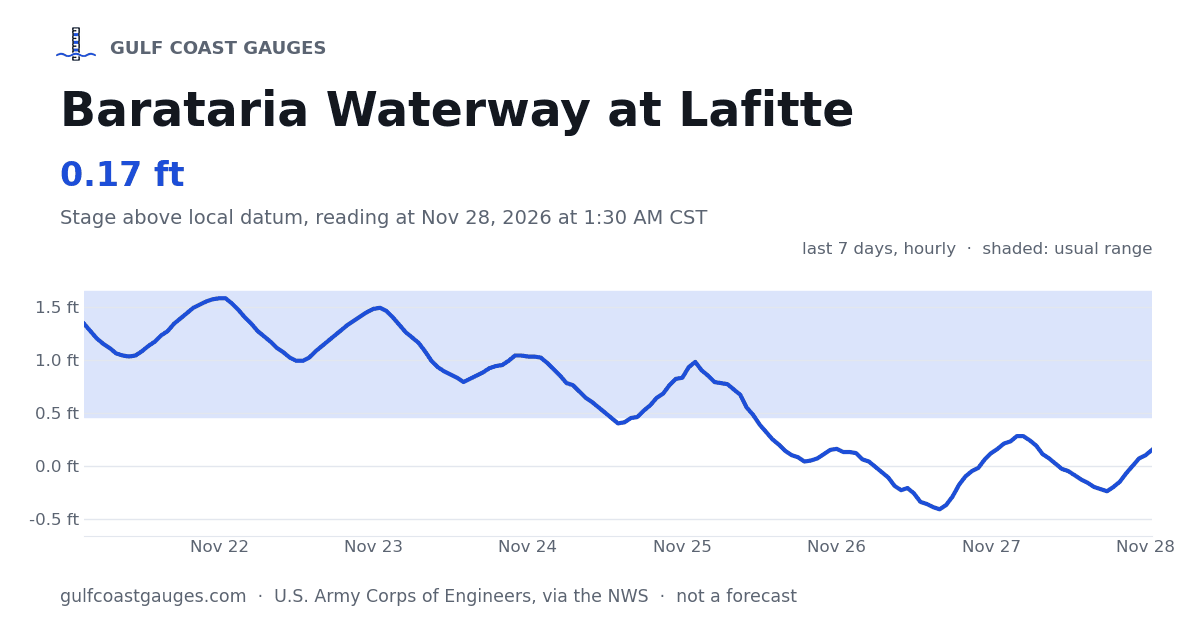 GULF COAST GAUGES
Barataria Waterway at Lafitte
0.17 ft
Stage above local datum, reading at Nov 28, 2026 at 1:30 AM CST
last 7 days, hourly · shaded: usual range
1.5 ft
1.0 ft
0.5 ft
0.0 ft
-0.5 ft
Nov 22 Nov 23 Nov 24 Nov 25 Nov 26 Nov 27 Nov 28
gulfcoastgauges.com · U.S. Army Corps of Engineers, via the NWS · not a forecast